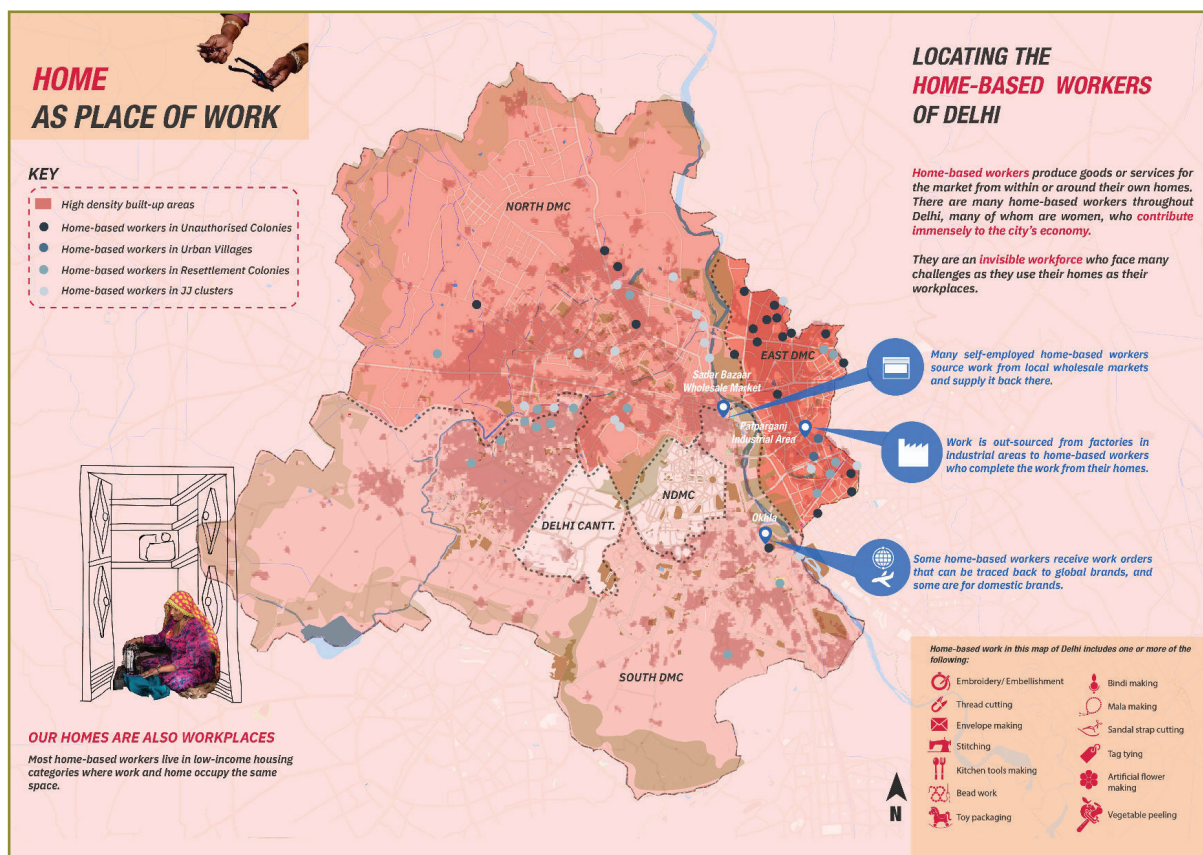 HOME
AS PLACE OF WORK
KEY
High density built-up areas
Home-based workers in Unauthorised Colonies
Home-based workers in Urban Villages
Home-based workers in Resettlement Colonies
Home-based workers in JJ clusters
LOCATING THE
HOME-BASED WORKERS
OF DELHI
Home-based workers produce goods or services for
the market from within or around their own homes.
There are many home-based workers throughout
Delhi, many of whom are women, who contribute
immensely to the city's economy.
They are an invisible workforce who face many
challenges as they use their homes as their
workplaces.
NORTH DMC
EAST DMC
Sadar Bazaar
Wholesale Market
Patparganj
Industrial Area
NDMC
DELHI CANTT.
Okhla
SOUTH DMC
Many self-employed home-based workers
source work from local wholesale markets
and supply it back there.
Work is out-sourced from factories in
industrial areas to home-based workers
who complete the work from their homes.
Some home-based workers receive work orders
that can be traced back to global brands, and
some are for domestic brands.
OUR HOMES ARE ALSO WORKPLACES
Most home-based workers live in low-income housing
categories where work and home occupy the same
space.
N
Home-based work in this map of Delhi includes one or more of the
following:
Embroidery/ Embellishment
Thread cutting
Envelope making
Stitching
Kitchen tools making
Bead work
Toy packaging
Bindi making
Mala making
Sandal strap cutting
Tag tying
Artificial flower
making
Vegetable peeling